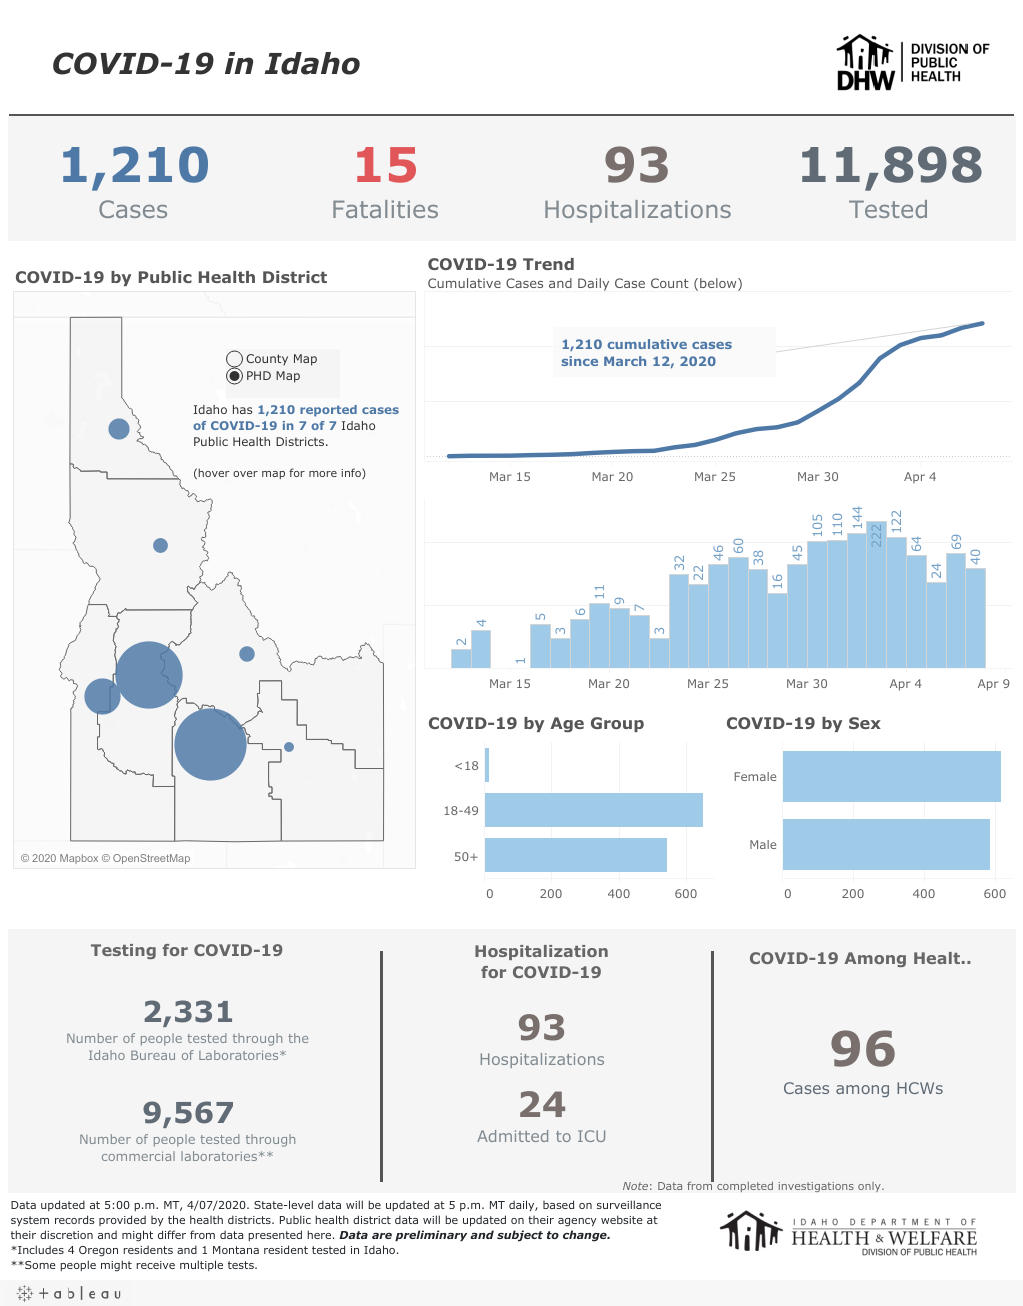 COVID-19 in Idaho
DHW
DIVISION OF
PUBLIC
HEALTH
1,210
Cases
15
Fatalities
93
Hospitalizations
11,898
Tested
COVID-19 by Public Health District
County Map
PHD Map
Idaho has 1,210 reported cases
of COVID-19 in 7 of 7 Idaho
Public Health Districts.
(hover over map for more info)
© 2020 Mapbox © OpenStreetMap
COVID-19 Trend
Cumulative Cases and Daily Case Count (below)
1,210 cumulative cases
since March 12, 2020
Mar 15 Mar 20 Mar 25 Mar 30 Apr 4
2 4 1 5 3 6 11 9 7 3 32 22 46 60 38 16 45 105 110 144 222 122 64 24 69 40
Mar 15 Mar 20 Mar 25 Mar 30 Apr 4 Apr 9
COVID-19 by Age Group
<18
18-49
50+
0 200 400 600
COVID-19 by Sex
Female
Male
0 200 400 600
Testing for COVID-19
2,331
Number of people tested through the
Idaho Bureau of Laboratories*
9,567
Number of people tested through
commercial laboratories**
Hospitalization
for COVID-19
93
Hospitalizations
24
Admitted to ICU
COVID-19 Among Healt..
96
Cases among HCWs
Note: Data from completed investigations only.
Data updated at 5:00 p.m. MT, 4/07/2020. State-level data will be updated at 5 p.m. MT daily, based on surveillance
system records provided by the health districts. Public health district data will be updated on their agency website at
their discretion and might differ from data presented here. Data are preliminary and subject to change.
*Includes 4 Oregon residents and 1 Montana resident tested in Idaho.
**Some people might receive multiple tests.
IDAHO DEPARTMENT OF
HEALTH & WELFARE
DIVISION OF PUBLIC HEALTH
+ a b l e a u